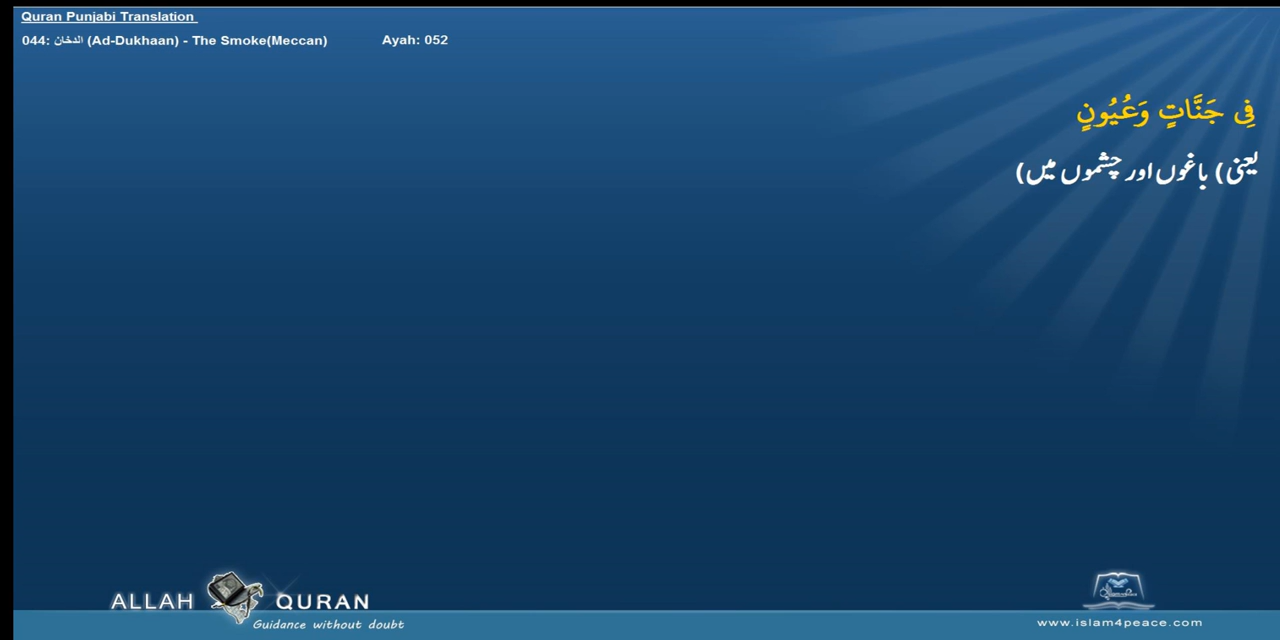 Quran Punjabi Translation
044: الدخان (Ad-Dukhaan) - The Smoke(Meccan) Ayah: 052
فِي جَنَّاتٍ وَعُيُونٍ
یعنی) باغوں اور چشموں میں)
ALLAH QURAN
Guidance without doubt
www.islam4peace.com